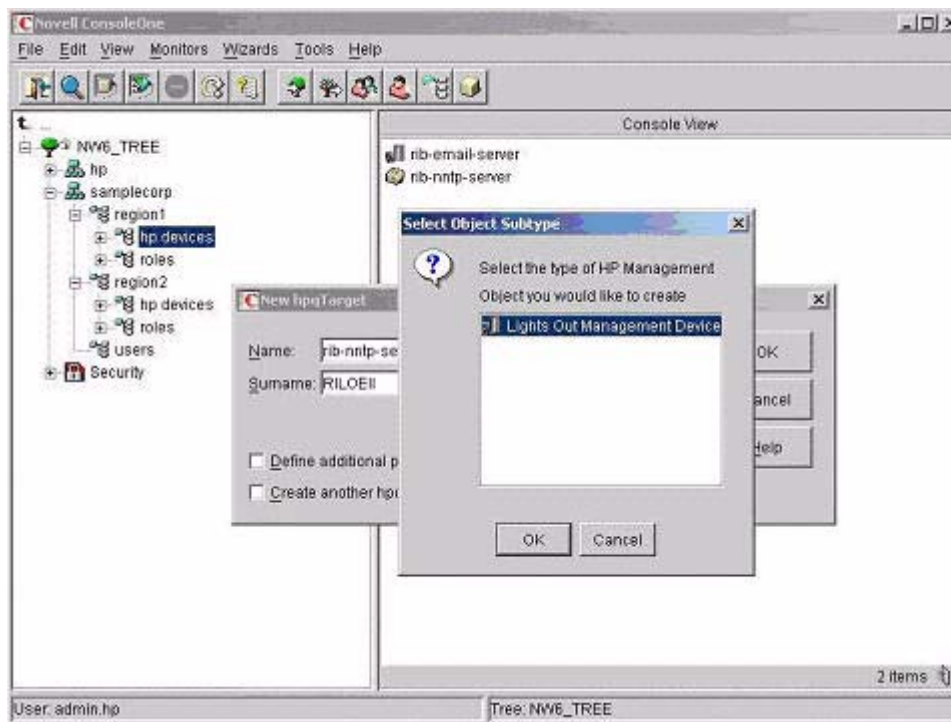 Novell ConsoleOne
File Edit View Monitors Wizards Tools Help
Console View
NW6_TREE
hp
samplecorp
region1
hp devices
roles
region2
hp devices
roles
users
Security
rib-email-server
rib-nntp-server
New hpqTarget
Name: rib-nntp-se
Surname: RILOEII
Define additional p
Create another hp
OK
ancel
Help
Select Object Subtype
Select the type of HP Management
Object you would like to create
Lights Out Management Device
OK Cancel
2 items
User: admin.hp Tree: NW6_TREE